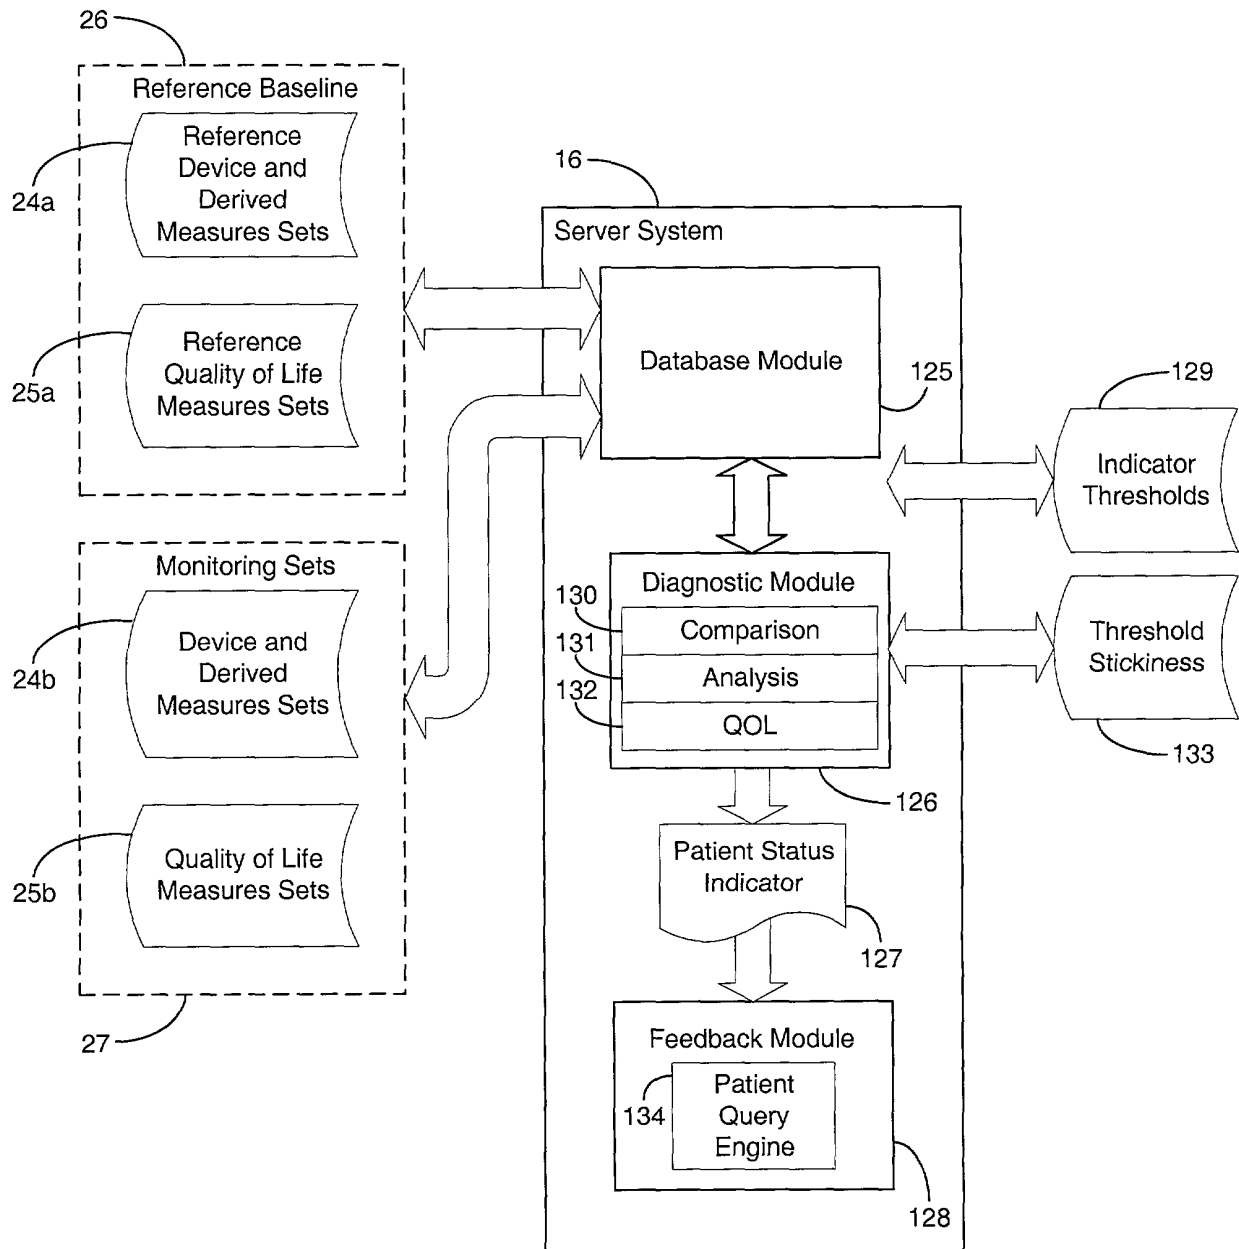 26
Reference Baseline
Reference
Device and
Derived
Measures Sets
24a
Reference
Quality of Life
Measures Sets
25a
Monitoring Sets
Device and
Derived
Measures Sets
24b
Quality of Life
Measures Sets
25b
27
16
Server System
Database Module
125
129
Indicator
Thresholds
Diagnostic Module
130
Comparison
131
Analysis
132
QOL
126
Threshold
Stickiness
133
Patient Status
Indicator
127
Feedback Module
134
Patient
Query
Engine
128